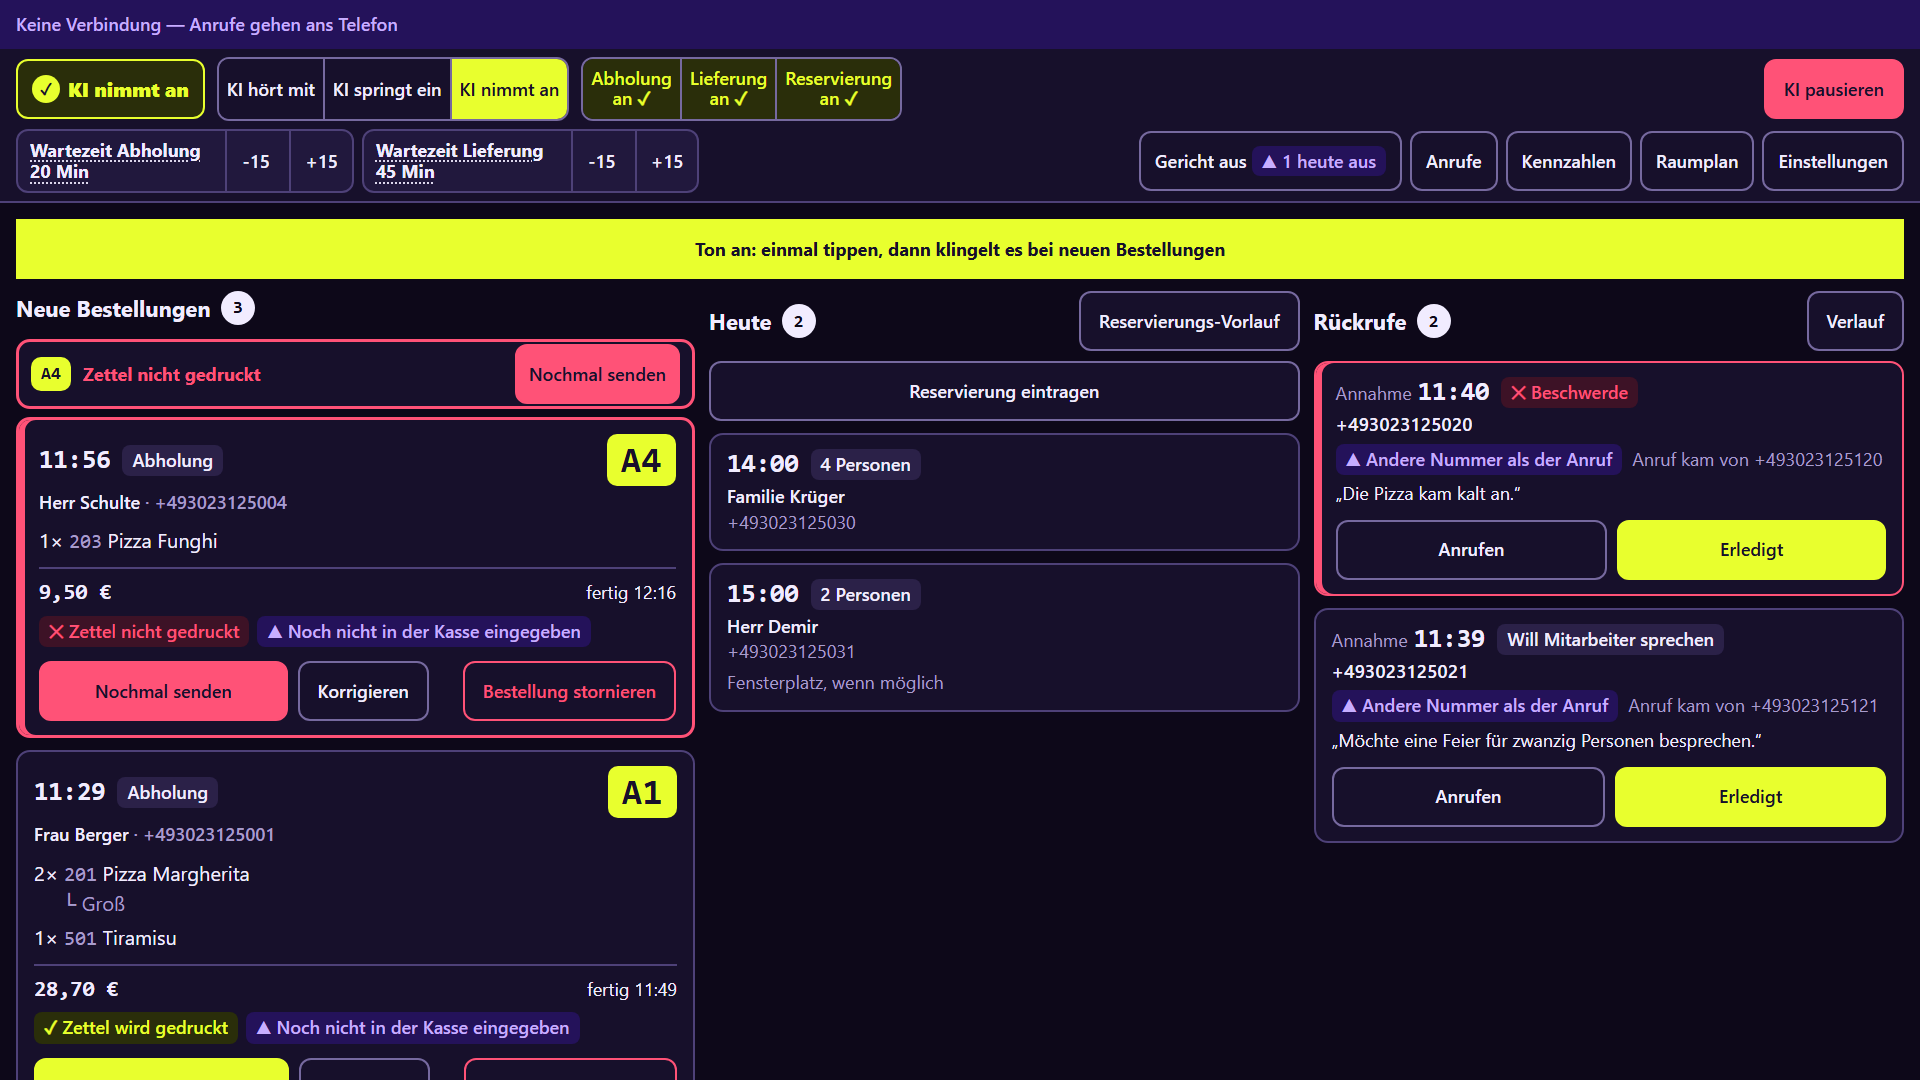 Keine Verbindung — Anrufe gehen ans Telefon
✓ KI nimmt an
KI hört mit
KI springt ein
KI nimmt an
Abholung
an ✓
Lieferung
an ✓
Reservierung
an ✓
KI pausieren
Wartezeit Abholung
20 Min
-15
+15
Wartezeit Lieferung
45 Min
-15
+15
Gericht aus ▲ 1 heute aus
Anrufe
Kennzahlen
Raumplan
Einstellungen
Ton an: einmal tippen, dann klingelt es bei neuen Bestellungen
Neue Bestellungen 3
A4 Zettel nicht gedruckt
Nochmal senden
11:56 Abholung
A4
Herr Schulte · +493023125004
1× 203 Pizza Funghi
9,50 €
fertig 12:16
✕ Zettel nicht gedruckt
▲ Noch nicht in der Kasse eingegeben
Nochmal senden
Korrigieren
Bestellung stornieren
11:29 Abholung
A1
Frau Berger · +493023125001
2× 201 Pizza Margherita
└ Groß
1× 501 Tiramisu
28,70 €
fertig 11:49
✓ Zettel wird gedruckt
▲ Noch nicht in der Kasse eingegeben
Heute 2
Reservierungs-Vorlauf
Reservierung eintragen
14:00 4 Personen
Familie Krüger
+493023125030
15:00 2 Personen
Herr Demir
+493023125031
Fensterplatz, wenn möglich
Rückrufe 2
Verlauf
Annahme 11:40 ✕ Beschwerde
+493023125020
▲ Andere Nummer als der Anruf Anruf kam von +493023125120
„Die Pizza kam kalt an.“
Anrufen
Erledigt
Annahme 11:39 Will Mitarbeiter sprechen
+493023125021
▲ Andere Nummer als der Anruf Anruf kam von +493023125121
„Möchte eine Feier für zwanzig Personen besprechen.“
Anrufen
Erledigt